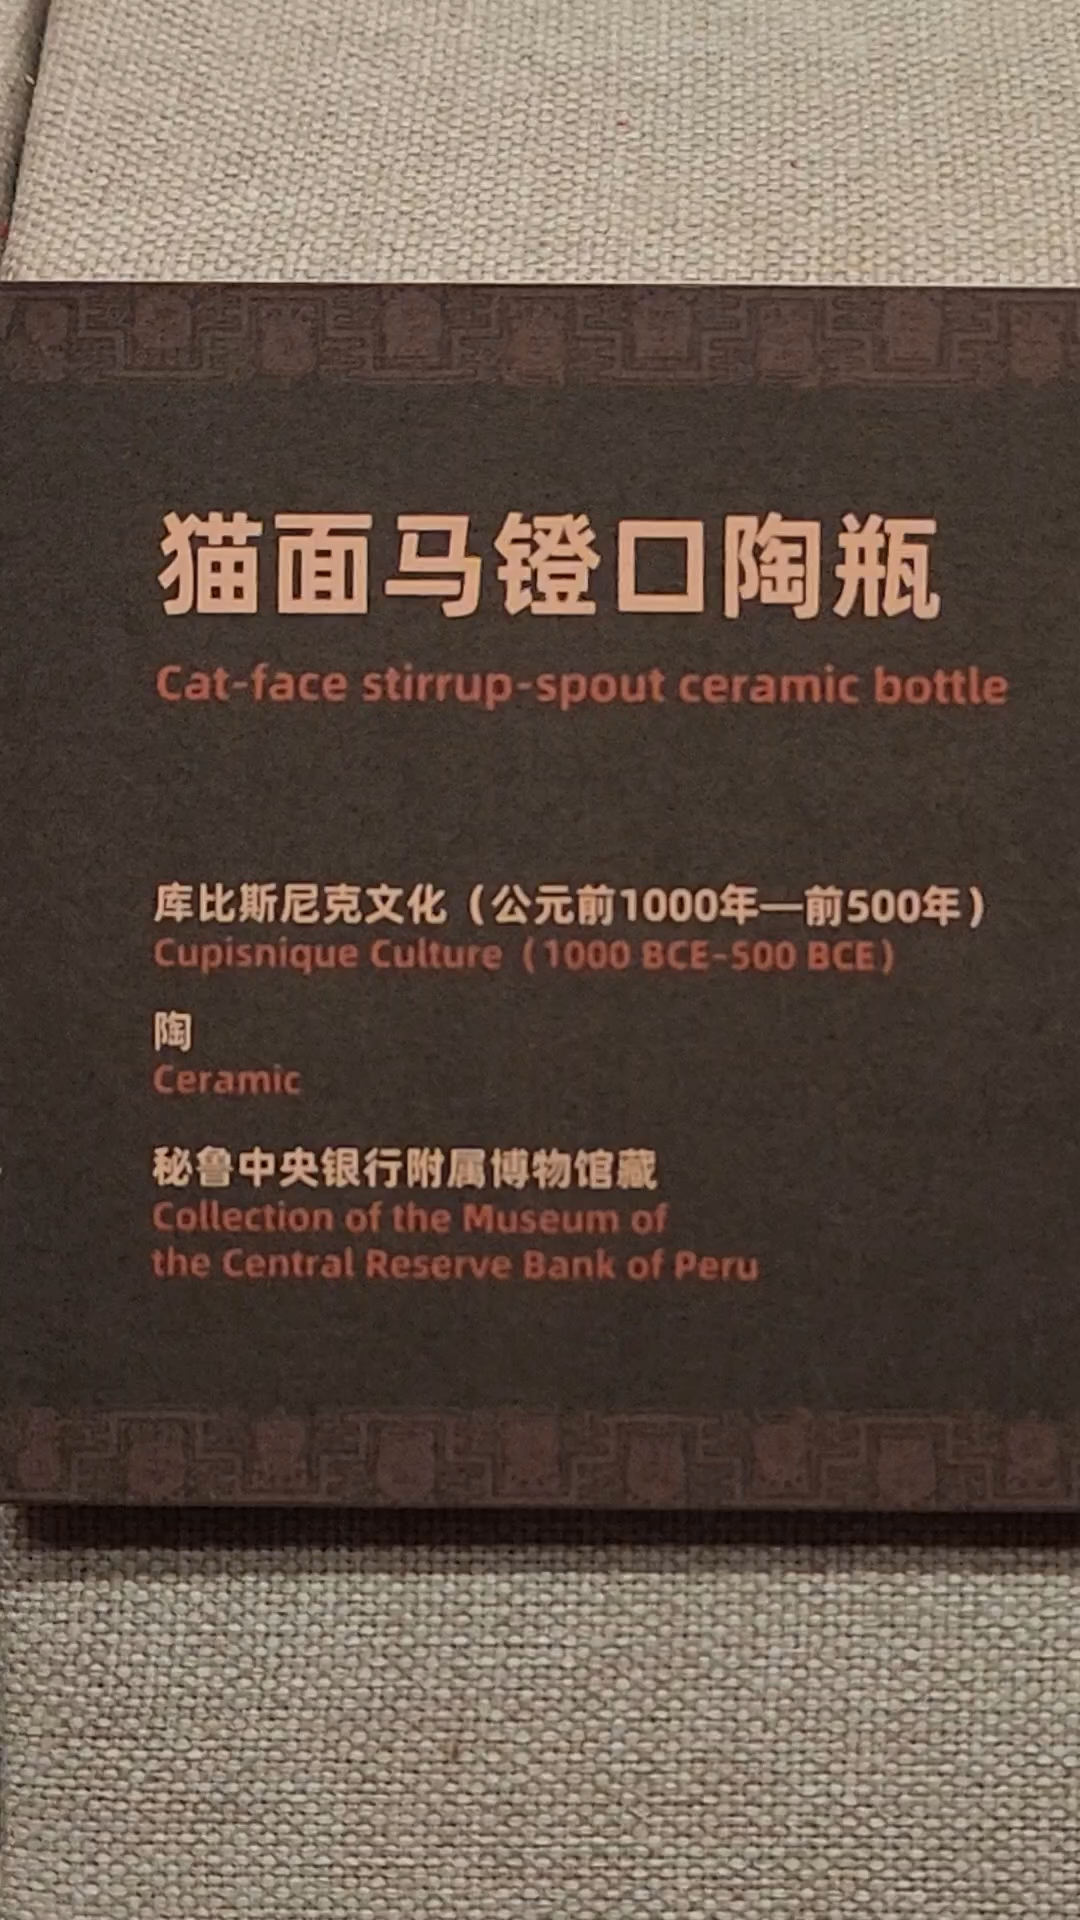 猫面马镫口陶瓶
Cat-face stirrup-spout ceramic bottle
库比斯尼克文化（公元前1000年—前500年）
Cupisnique Culture（1000 BCE-500 BCE）
陶
Ceramic
秘鲁中央银行附属博物馆藏
Collection of the Museum of
the Central Reserve Bank of Peru